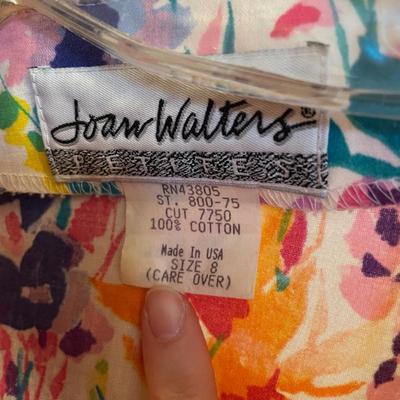 Joan Walters®
PETITES
RN43805
ST. 800-75
CUT 7750
100% COTTON
Made In USA
SIZE 8
(CARE OVER)